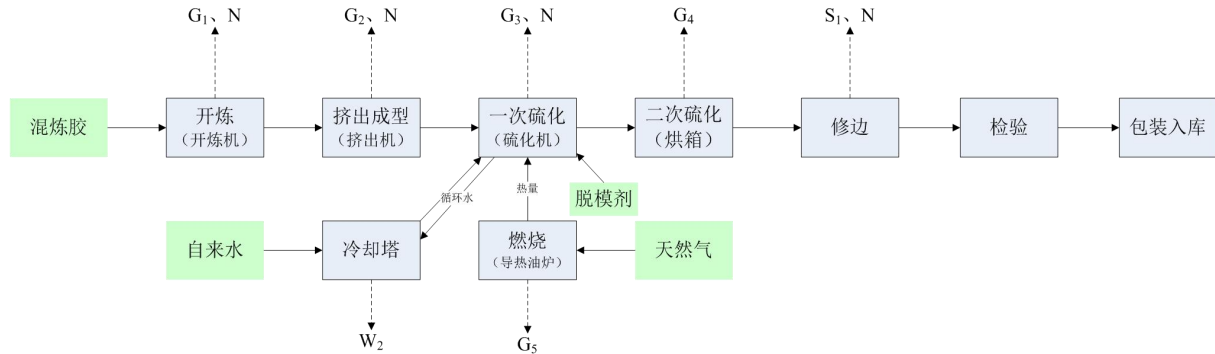 G₁、N
G₂、N
G₃、N
G₄
S₁、N
混炼胶
开炼
（开炼机）
挤出成型
（挤出机）
一次硫化
（硫化机）
二次硫化
（烘箱）
修边
检验
包装入库
循环水
热量
脱模剂
自来水
冷却塔
燃烧
（导热油炉）
天然气
W₂
G₅